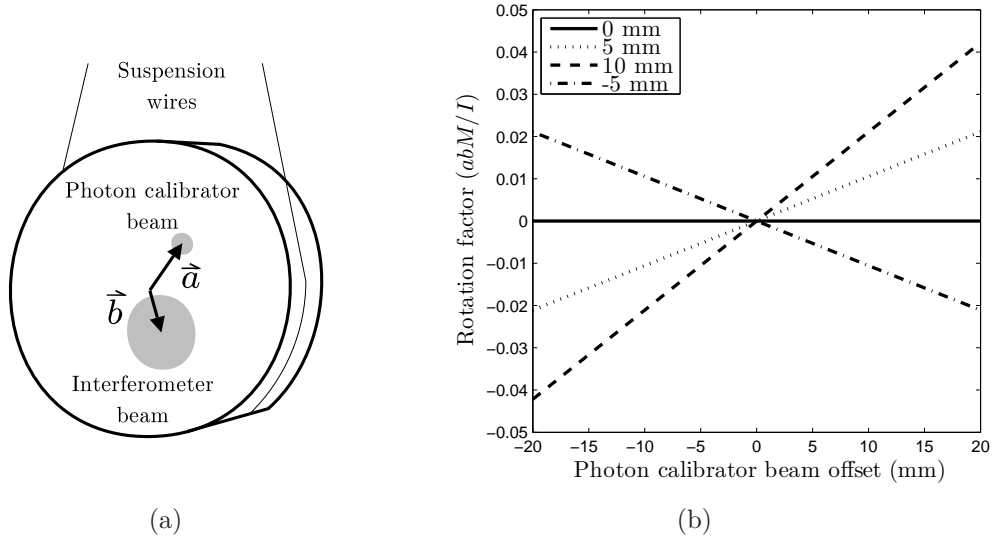 Suspension
wires
Photon calibrator
beam
a⃗
b⃗
Interferometer
beam
(a)
0 mm
5 mm
10 mm
-5 mm
Rotation factor (abM/I)
0.05
0.04
0.03
0.02
0.01
0
−0.01
−0.02
−0.03
−0.04
−0.05
−20 −15 −10 −5 0 5 10 15 20
Photon calibrator beam offset (mm)
(b)